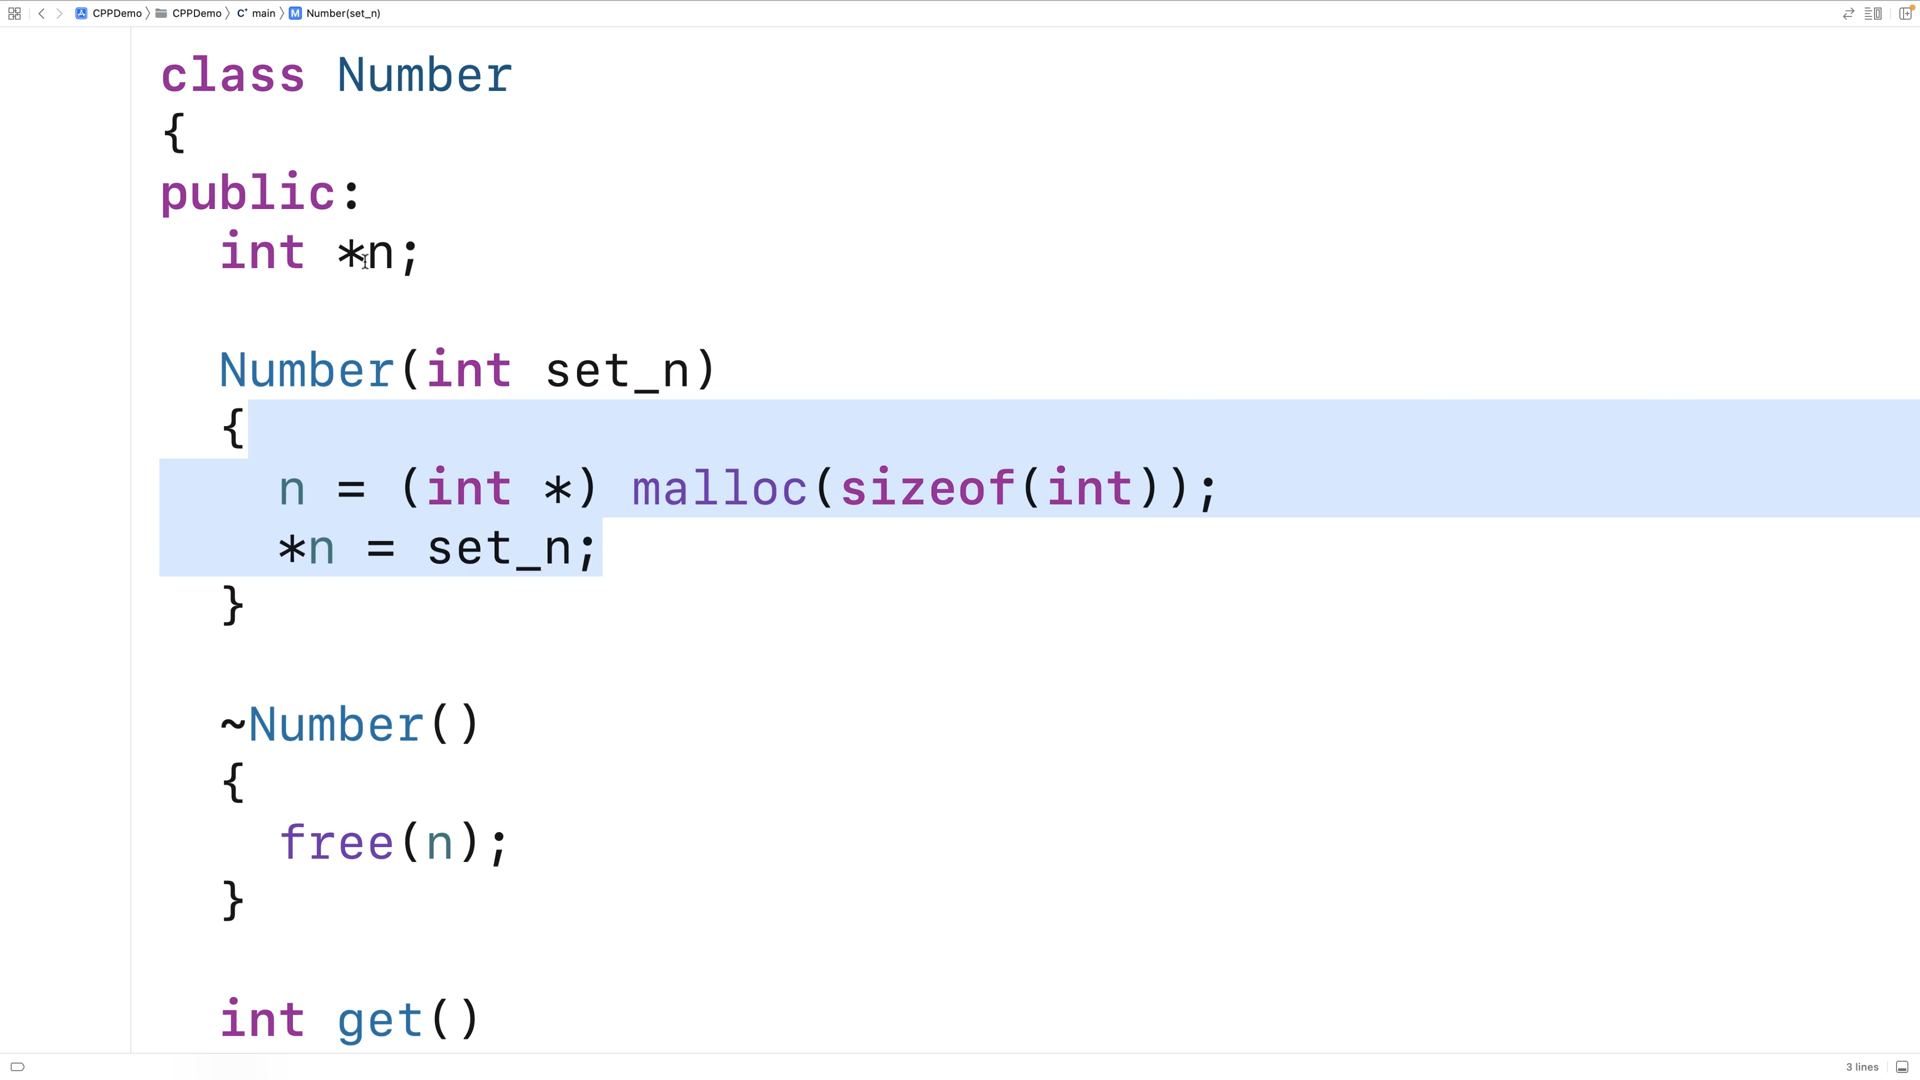 CPPDemo CPPDemo main M Number(set_n)
class Number
{
public:
int *n;
Number(int set_n)
{
n = (int *) malloc(sizeof(int));
*n = set_n;
}
~Number()
{
free(n);
}
int get()
3 lines